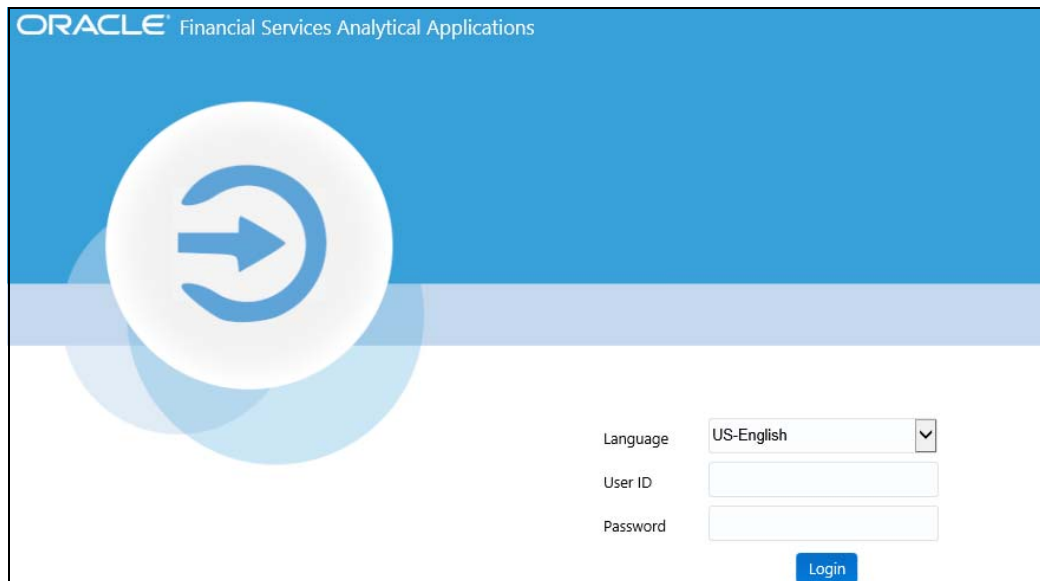 ORACLE Financial Services Analytical Applications
Language US-English
User ID
Password
Login